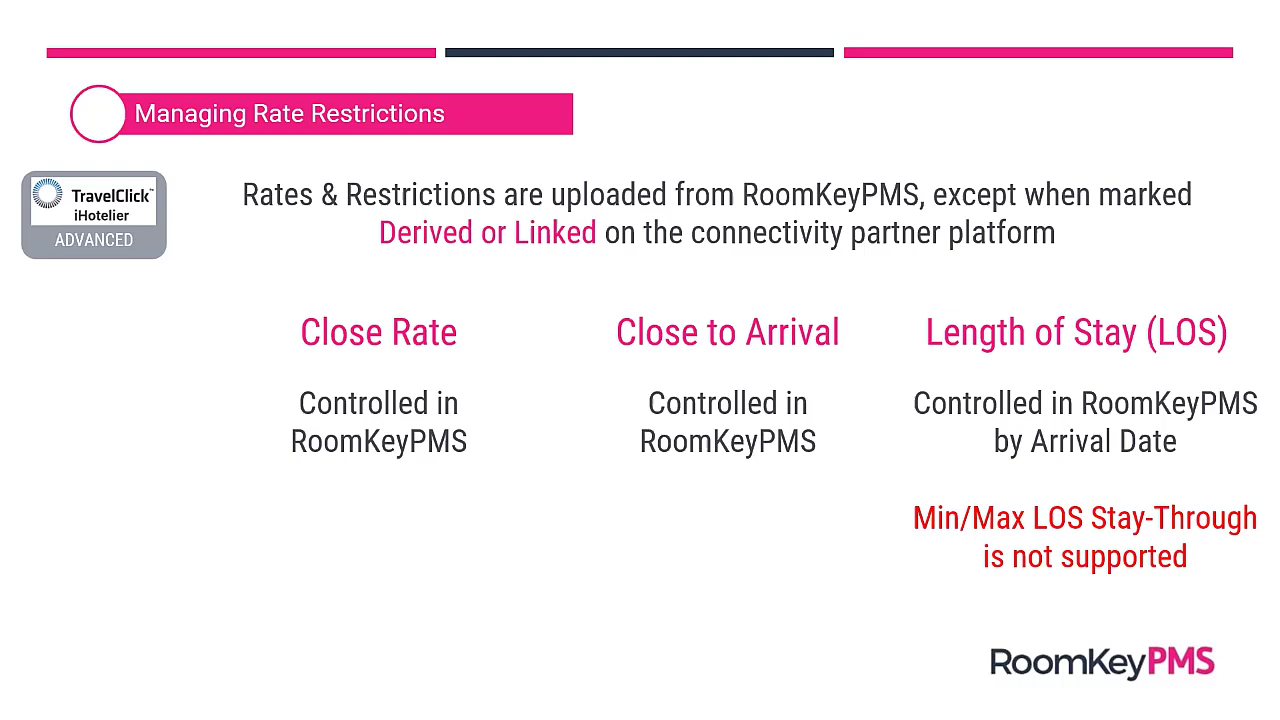 Managing Rate Restrictions
TravelClick™
iHotelier
ADVANCED
Rates & Restrictions are uploaded from RoomKeyPMS, except when marked
Derived or Linked on the connectivity partner platform
Close Rate
Controlled in
RoomKeyPMS
Close to Arrival
Controlled in
RoomKeyPMS
Length of Stay (LOS)
Controlled in RoomKeyPMS
by Arrival Date
Min/Max LOS Stay-Through
is not supported
RoomKeyPMS